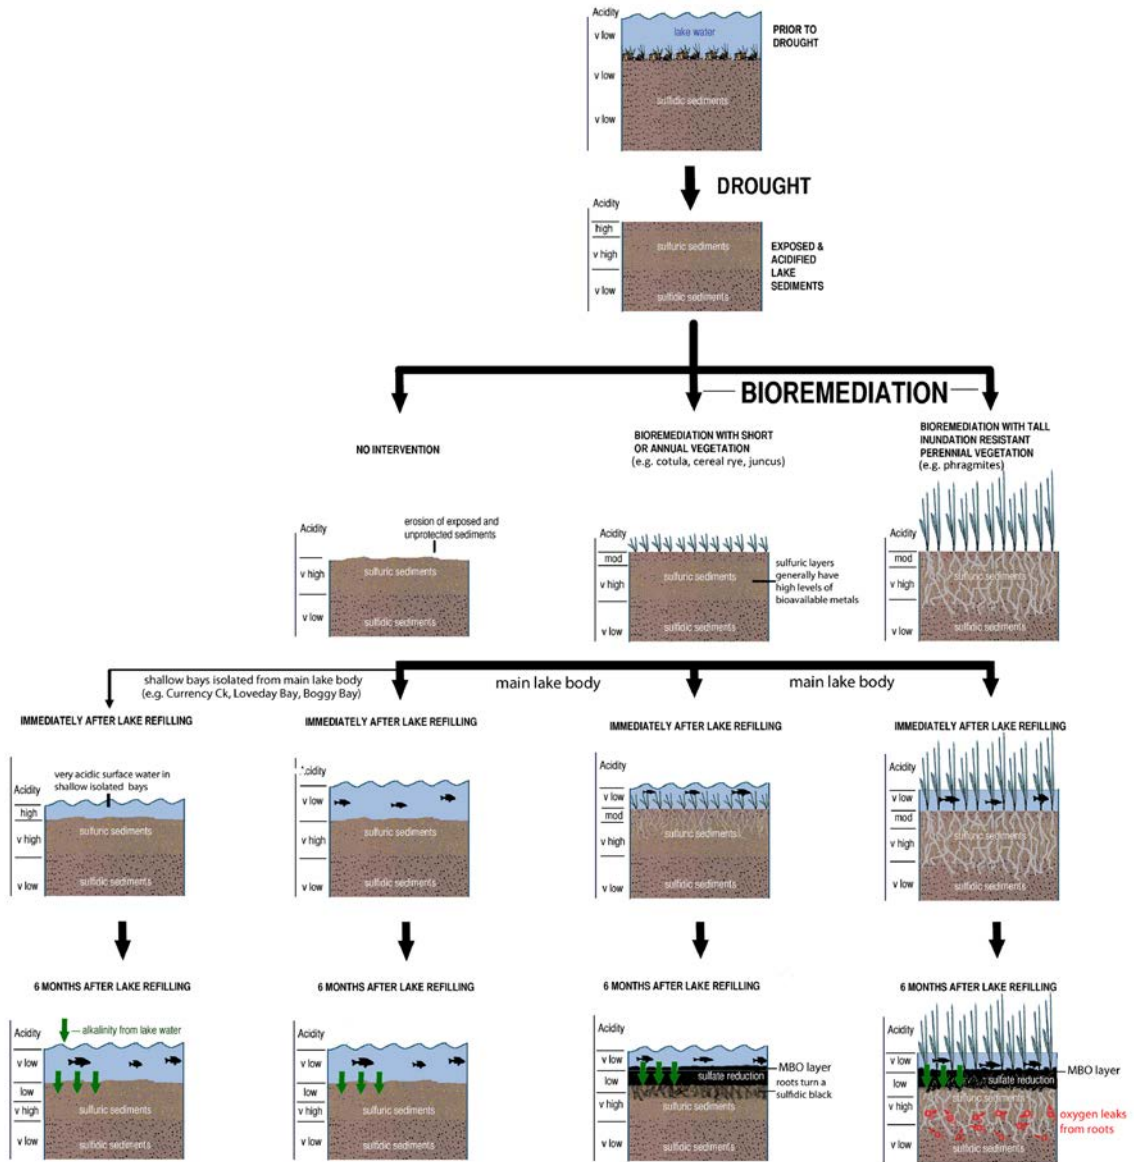 Acidity
v low
lake water
PRIOR TO
DROUGHT
v low
sulfidic sediments
v low
DROUGHT
Acidity
high
sulfuric sediments
v high
EXPOSED &
ACIDIFIED
LAKE
SEDIMENTS
v low
sulfidic sediments
BIOREMEDIATION
NO INTERVENTION
BIOREMEDIATION WITH SHORT
OR ANNUAL VEGETATION
(e.g. cotula, cereal rye, juncus)
BIOREMEDIATION WITH TALL
INUNDATION RESISTANT
PERENNIAL VEGETATION
(e.g. phragmites)
Acidity
erosion of exposed and
unprotected sediments
v high
sulfuric sediments
v low
sulfidic sediments
Acidity
mod
v high
sulfuric sediments
sulfuric layers
generally have
high levels of
bioavailable metals
v low
sulfidic sediments
Acidity
mod
v high
sulfuric sediments
v low
sulfidic sediments
shallow bays isolated from main lake body
(e.g. Currency Ck, Loveday Bay, Boggy Bay)
main lake body
main lake body
IMMEDIATELY AFTER LAKE REFILLING
IMMEDIATELY AFTER LAKE REFILLING
IMMEDIATELY AFTER LAKE REFILLING
IMMEDIATELY AFTER LAKE REFILLING
Acidity
very acidic surface water in
shallow isolated bays
high
v high
sulfuric sediments
v low
sulfidic sediments
Acidity
v low
v high
sulfuric sediments
v low
sulfidic sediments
Acidity
v low
mod
v high
sulfuric sediments
v low
sulfidic sediments
Acidity
v low
mod
v high
sulfuric sediments
v low
sulfidic sediments
6 MONTHS AFTER LAKE REFILLING
6 MONTHS AFTER LAKE REFILLING
6 MONTHS AFTER LAKE REFILLING
6 MONTHS AFTER LAKE REFILLING
Acidity
alkalinity from lake water
v low
low
v high
sulfuric sediments
v low
sulfidic sediments
Acidity
v low
low
v high
sulfuric sediments
v low
sulfidic sediments
Acidity
v low
MBO layer
low
sulfate reduction
roots turn a
sulfidic black
v high
sulfuric sediments
v low
sulfidic sediments
Acidity
v low
MBO layer
low
sulfate reduction
v high
sulfuric sediments
oxygen leaks
from roots
v low
sulfidic sediments